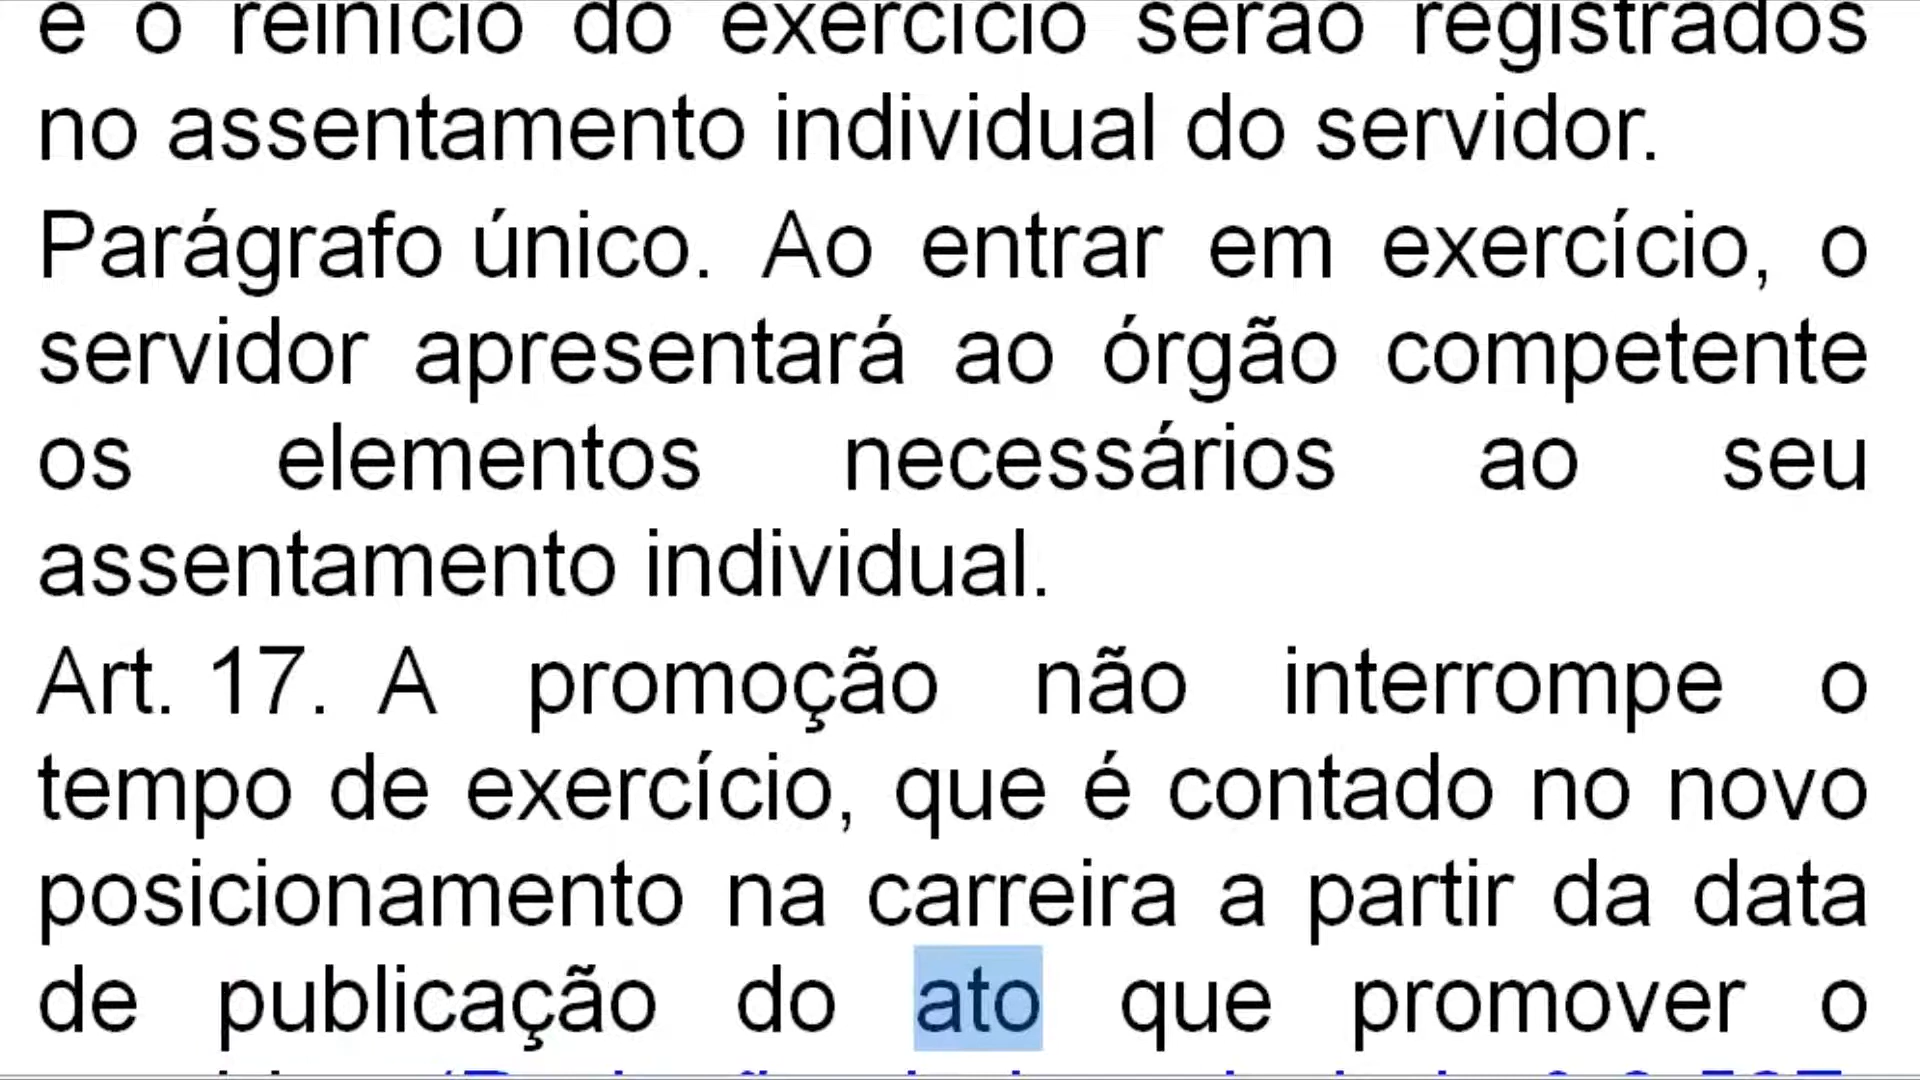 e o reinício do exercício serão registrados
no assentamento individual do servidor.
Parágrafo único. Ao entrar em exercício, o
servidor apresentará ao órgão competente
os elementos necessários ao seu
assentamento individual.
Art. 17. A promoção não interrompe o
tempo de exercício, que é contado no novo
posicionamento na carreira a partir da data
de publicação do ato que promover o